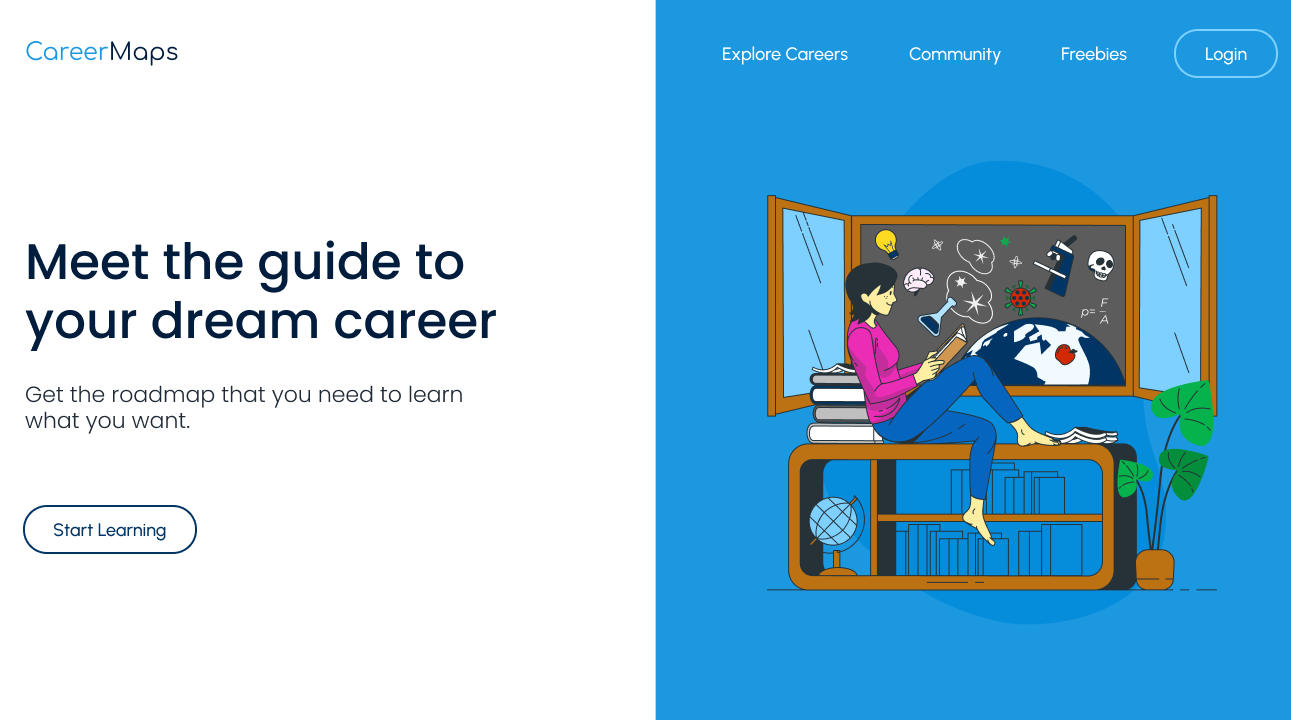 CareerMaps
Explore Careers
Community
Freebies
Login
Meet the guide to
your dream career
Get the roadmap that you need to learn
what you want.
Start Learning
p= F
A